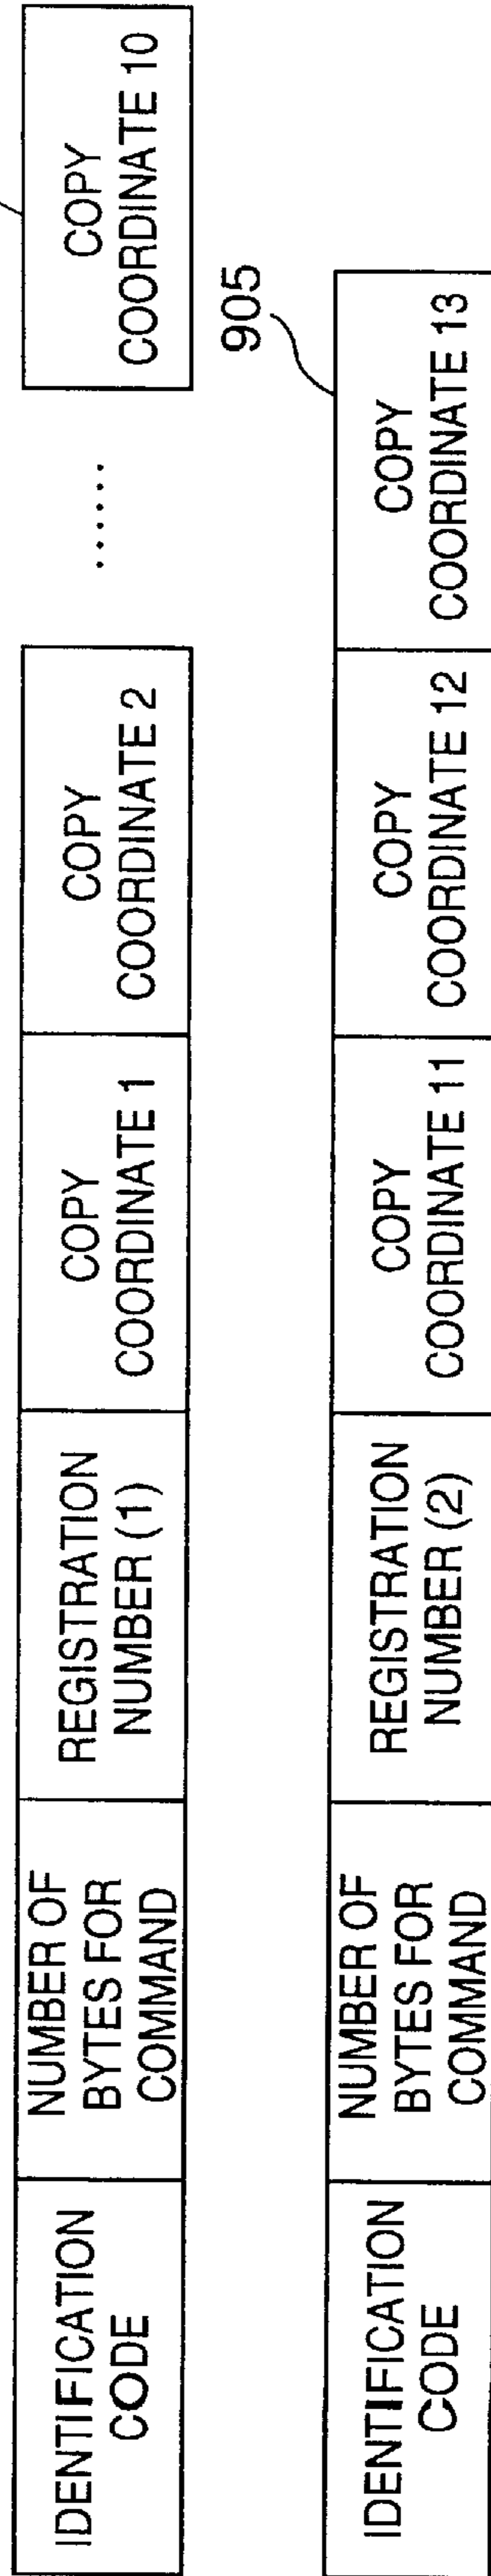 IDENTIFICATION
CODE
NUMBER OF
BYTES FOR
COMMAND
REGISTRATION
NUMBER (1)
COPY
COORDINATE 1
COPY
COORDINATE 2
......
COPY
COORDINATE 10
905
IDENTIFICATION
CODE
NUMBER OF
BYTES FOR
COMMAND
REGISTRATION
NUMBER (2)
COPY
COORDINATE 11
COPY
COORDINATE 12
COPY
COORDINATE 13